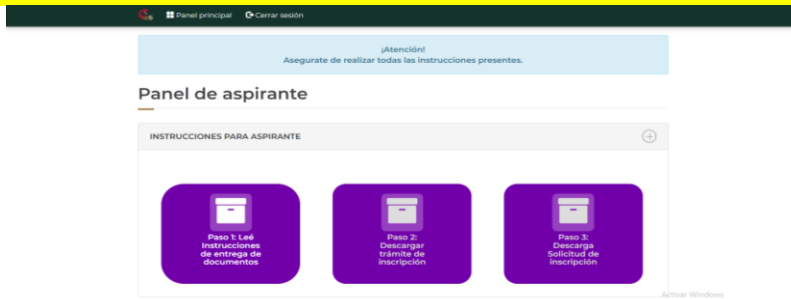 Panel principal Cerrar sesión
¡Atención!
Asegurate de realizar todas las instrucciones presentes.
Panel de aspirante
INSTRUCCIONES PARA ASPIRANTE
Paso 1: Leé
Instrucciones
de entrega de
documentos
Paso 2:
Descargar
trámite de
inscripción
Paso 3:
Descarga
Solicitud de
inscripción
Activar Windows